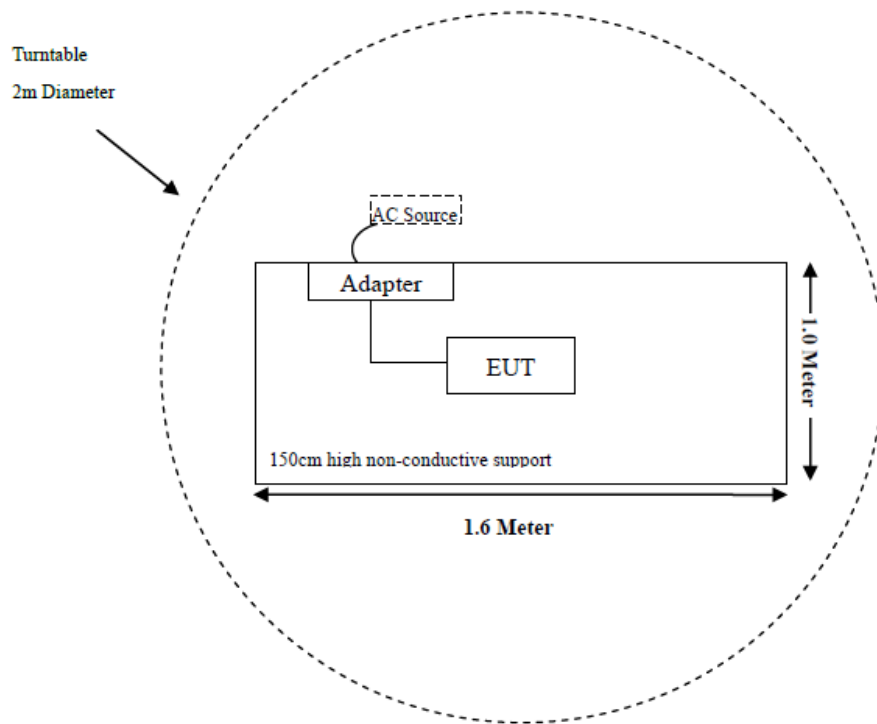 Turntable
2m Diameter
AC Source
Adapter
EUT
1.0 Meter
150cm high non-conductive support
1.6 Meter